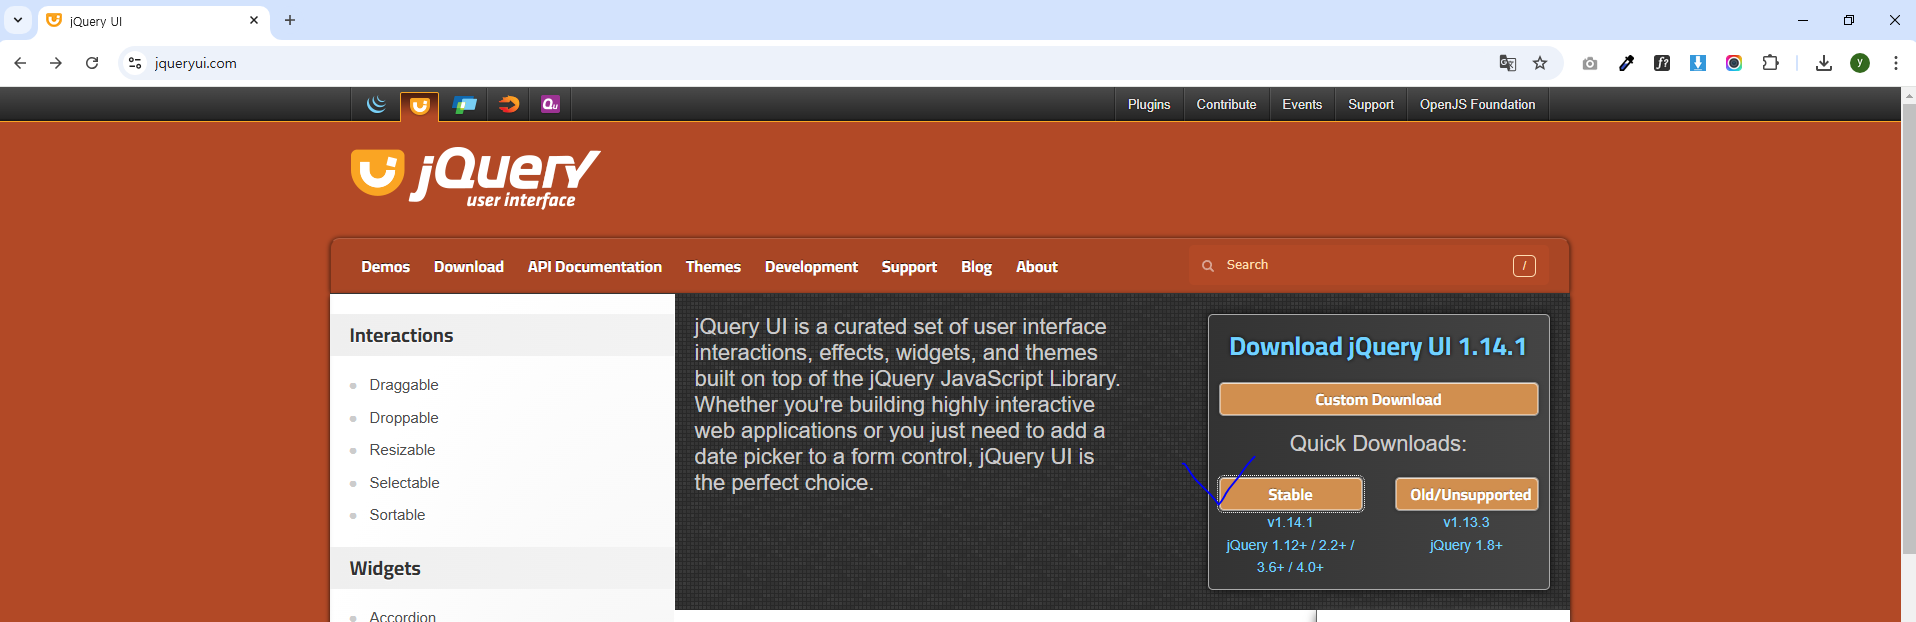 jQuery UI
jqueryui.com
y
Qu
Plugins
Contribute
Events
Support
OpenJS Foundation
jQuery
user interface
Demos
Download
API Documentation
Themes
Development
Support
Blog
About
Search
/
Interactions
Draggable
Droppable
Resizable
Selectable
Sortable
Widgets
Accordion
jQuery UI is a curated set of user interface
interactions, effects, widgets, and themes
built on top of the jQuery JavaScript Library.
Whether you're building highly interactive
web applications or you just need to add a
date picker to a form control, jQuery UI is
the perfect choice.
Download jQuery UI 1.14.1
Custom Download
Quick Downloads:
Stable
v1.14.1
jQuery 1.12+ / 2.2+ /
3.6+ / 4.0+
Old/Unsupported
v1.13.3
jQuery 1.8+